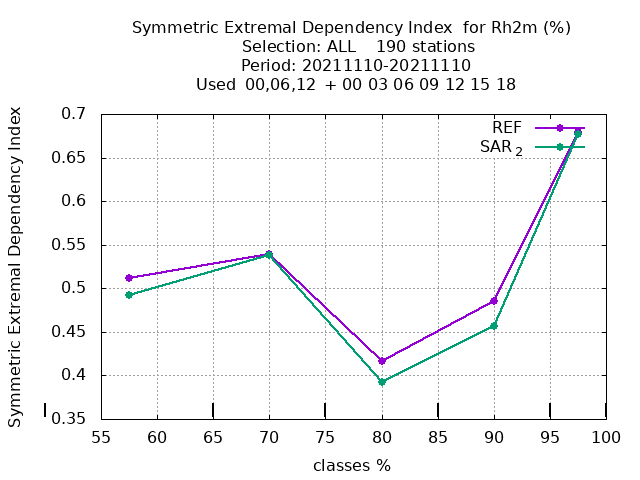 Symmetric Extremal Dependency Index  for Rh2m (%)
Selection: ALL    190 stations
Period: 20211110-20211110
Used  00,06,12  + 00 03 06 09 12 15 18
Symmetric Extremal Dependency Index
0.7
0.65
0.6
0.55
0.5
0.45
0.4
0.35
REF
SAR 2
55 60 65 70 75 80 85 90 95 100
classes %